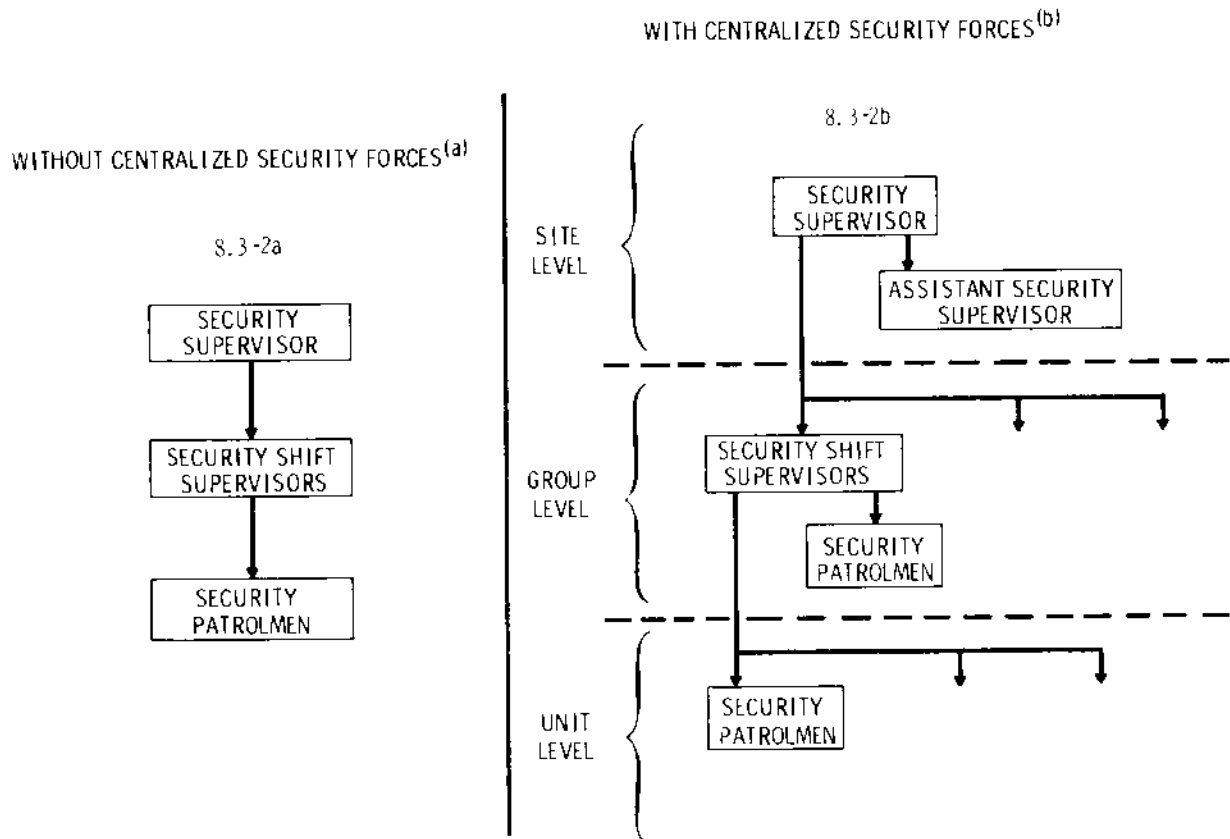 WITHOUT CENTRALIZED SECURITY FORCES(a)
8.3-2a
SECURITY
SUPERVISOR
SECURITY SHIFT
SUPERVISORS
SECURITY
PATROLMEN
WITH CENTRALIZED SECURITY FORCES(b)
8.3-2b
SITE
LEVEL
SECURITY
SUPERVISOR
ASSISTANT SECURITY
SUPERVISOR
GROUP
LEVEL
SECURITY SHIFT
SUPERVISORS
SECURITY
PATROLMEN
UNIT
LEVEL
SECURITY
PATROLMEN